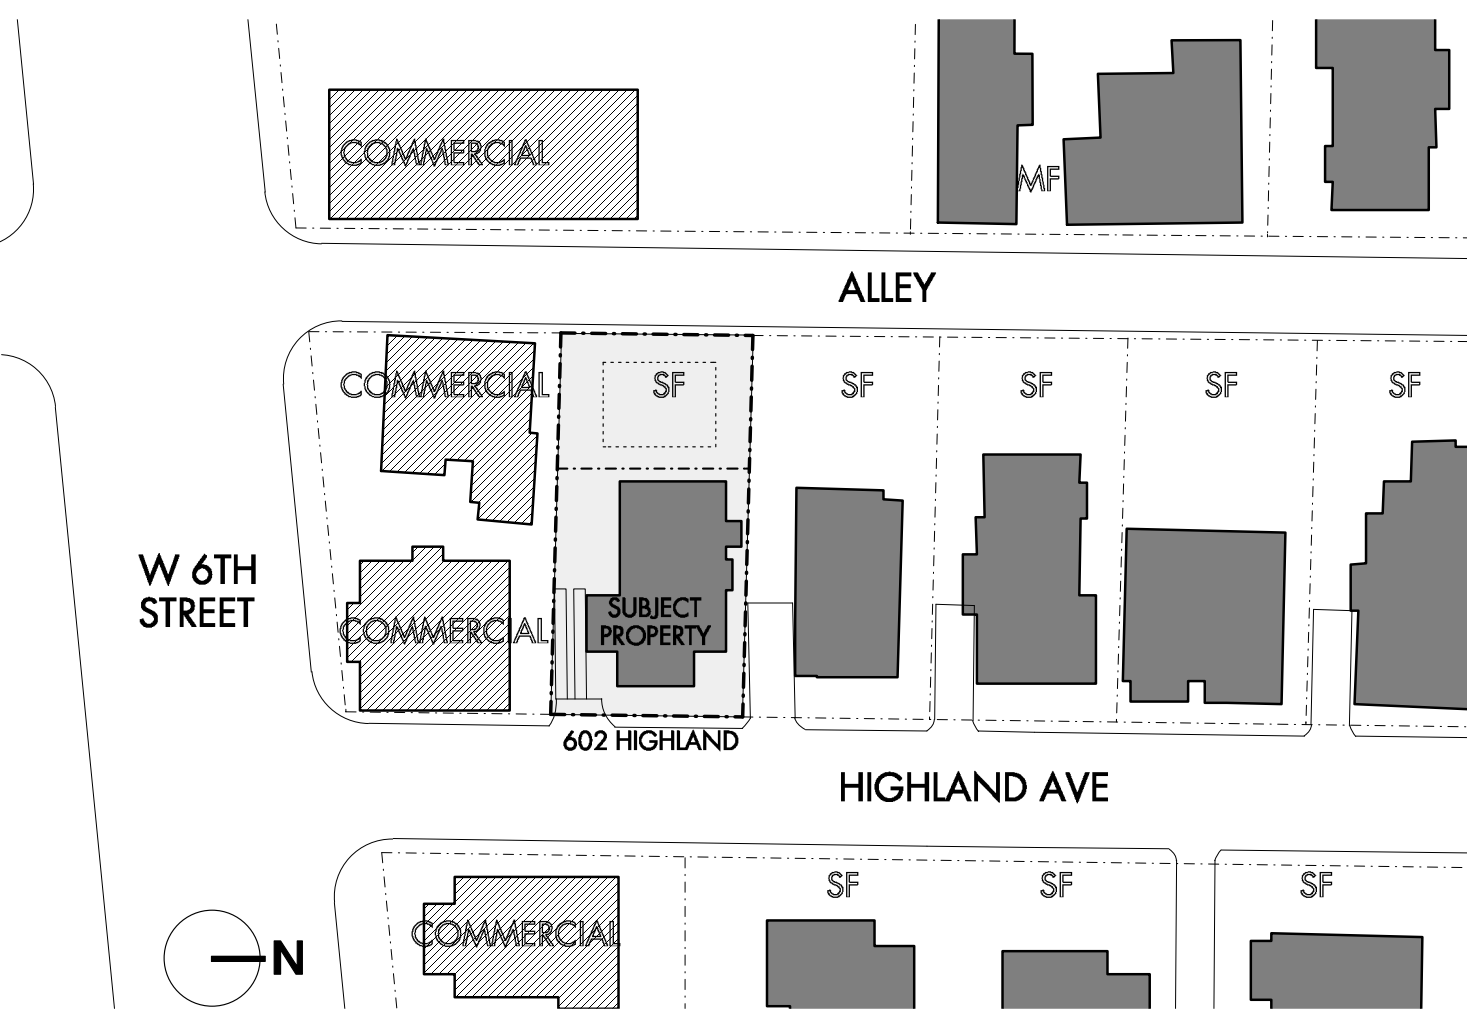 COMMERCIAL
MF
ALLEY
COMMERCIAL
SF
SF
SF
SF
SF
W 6TH
STREET
SUBJECT
PROPERTY
COMMERCIAL
602 HIGHLAND
HIGHLAND AVE
SF
SF
SF
COMMERCIAL
N